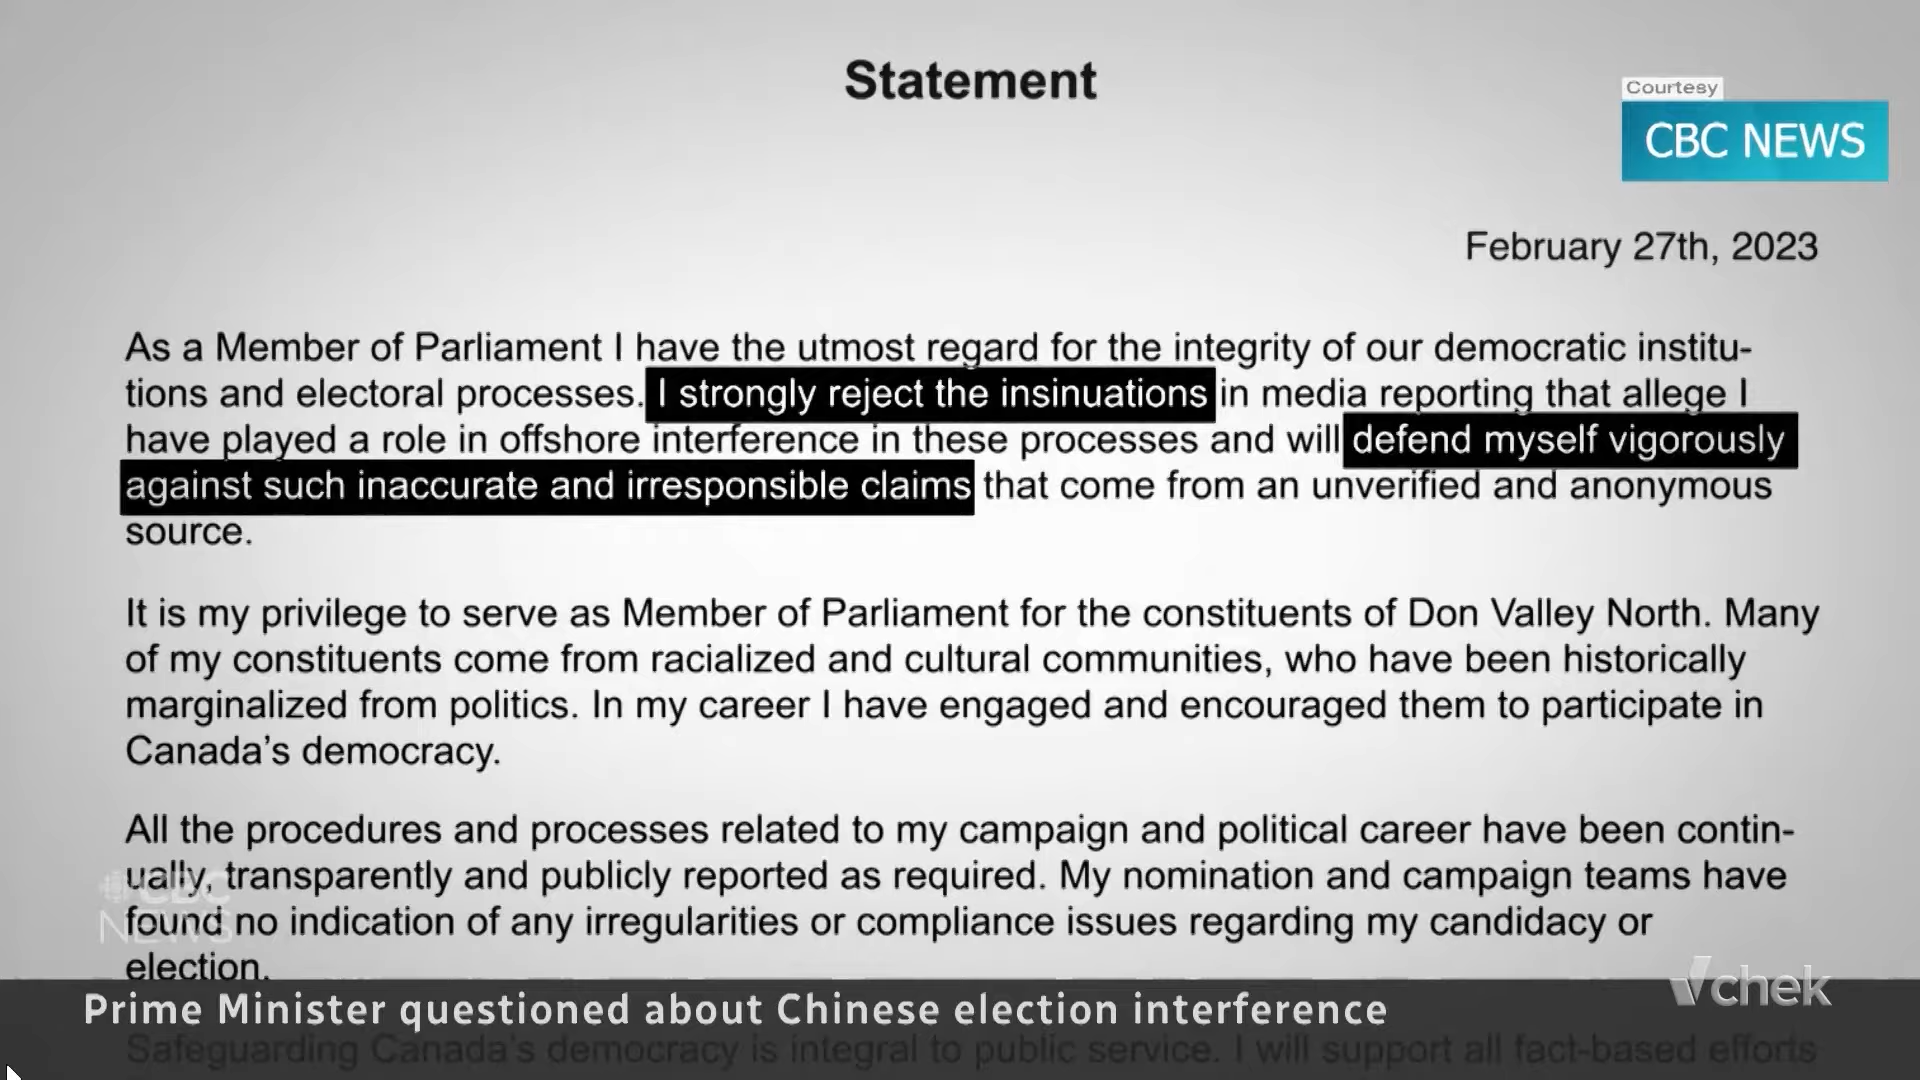 Statement
Courtesy
CBC NEWS
February 27th, 2023
As a Member of Parliament I have the utmost regard for the integrity of our democratic institu-
tions and electoral processes. I strongly reject the insinuations in media reporting that allege I
have played a role in offshore interference in these processes and will defend myself vigorously
against such inaccurate and irresponsible claims that come from an unverified and anonymous
source.
It is my privilege to serve as Member of Parliament for the constituents of Don Valley North. Many
of my constituents come from racialized and cultural communities, who have been historically
marginalized from politics. In my career I have engaged and encouraged them to participate in
Canada’s democracy.
All the procedures and processes related to my campaign and political career have been contin-
ually, transparently and publicly reported as required. My nomination and campaign teams have
found no indication of any irregularities or compliance issues regarding my candidacy or
election.
CBC
NEWS
chek
Prime Minister questioned about Chinese election interference
Safeguarding Canada's democracy is integral to public service. I will support all fact-based efforts